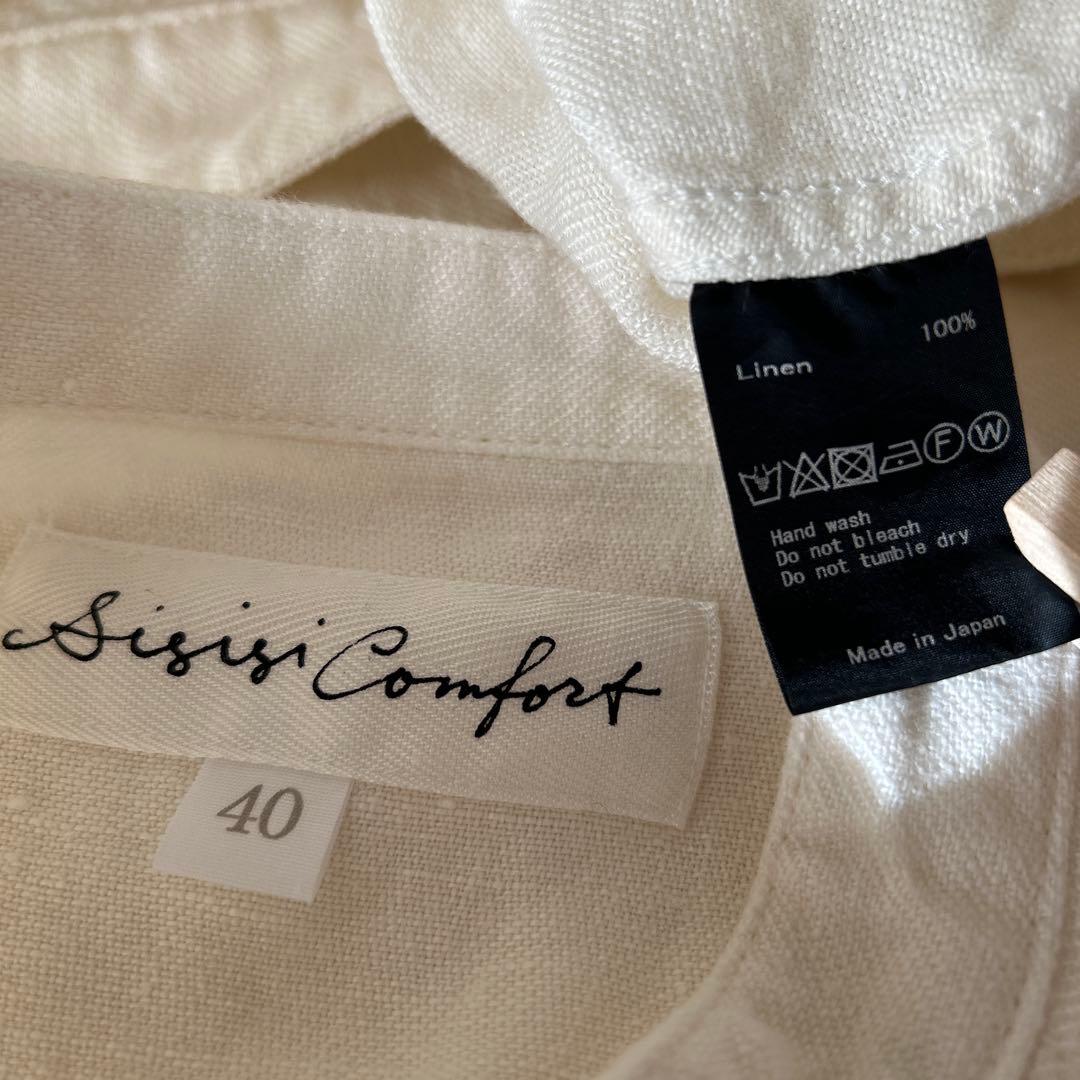 Linen 100%
F W
Hand wash
Do not bleach
Do not tumble dry
Made in Japan
Sisisi Comfort
40